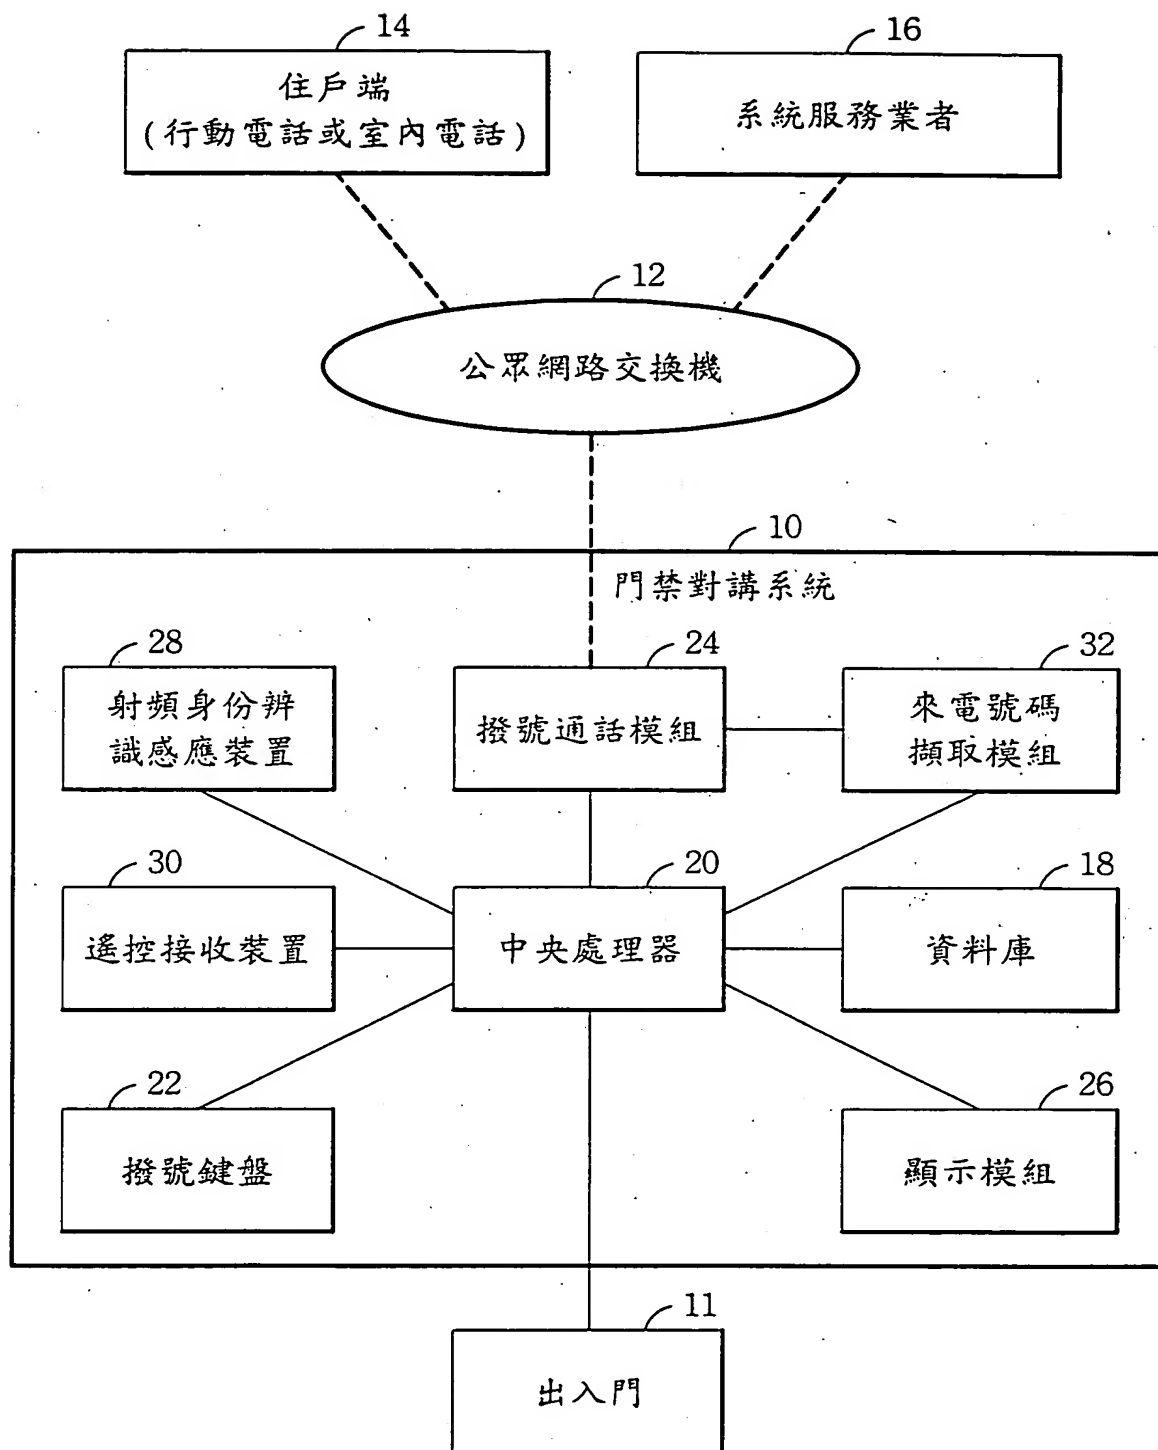 14
住戶端
(行動電話或室內電話)
16
系統服務業者
12
公眾網路交換機
10
門禁對講系統
28
射頻身份辨
識感應裝置
24
撥號通話模組
32
來電號碼
擷取模組
30
遙控接收裝置
20
中央處理器
18
資料庫
22
撥號鍵盤
26
顯示模組
11
出入門